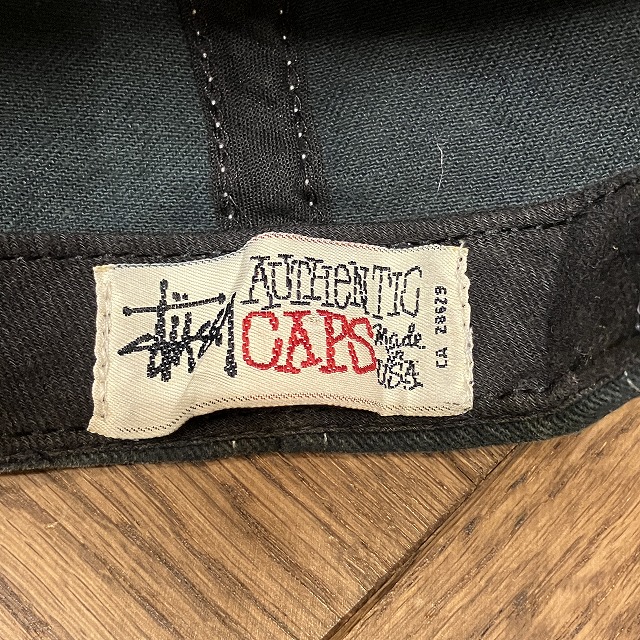 Stüssy
AUTHENTIC
CAPS
Made
in
USA
CA 28629